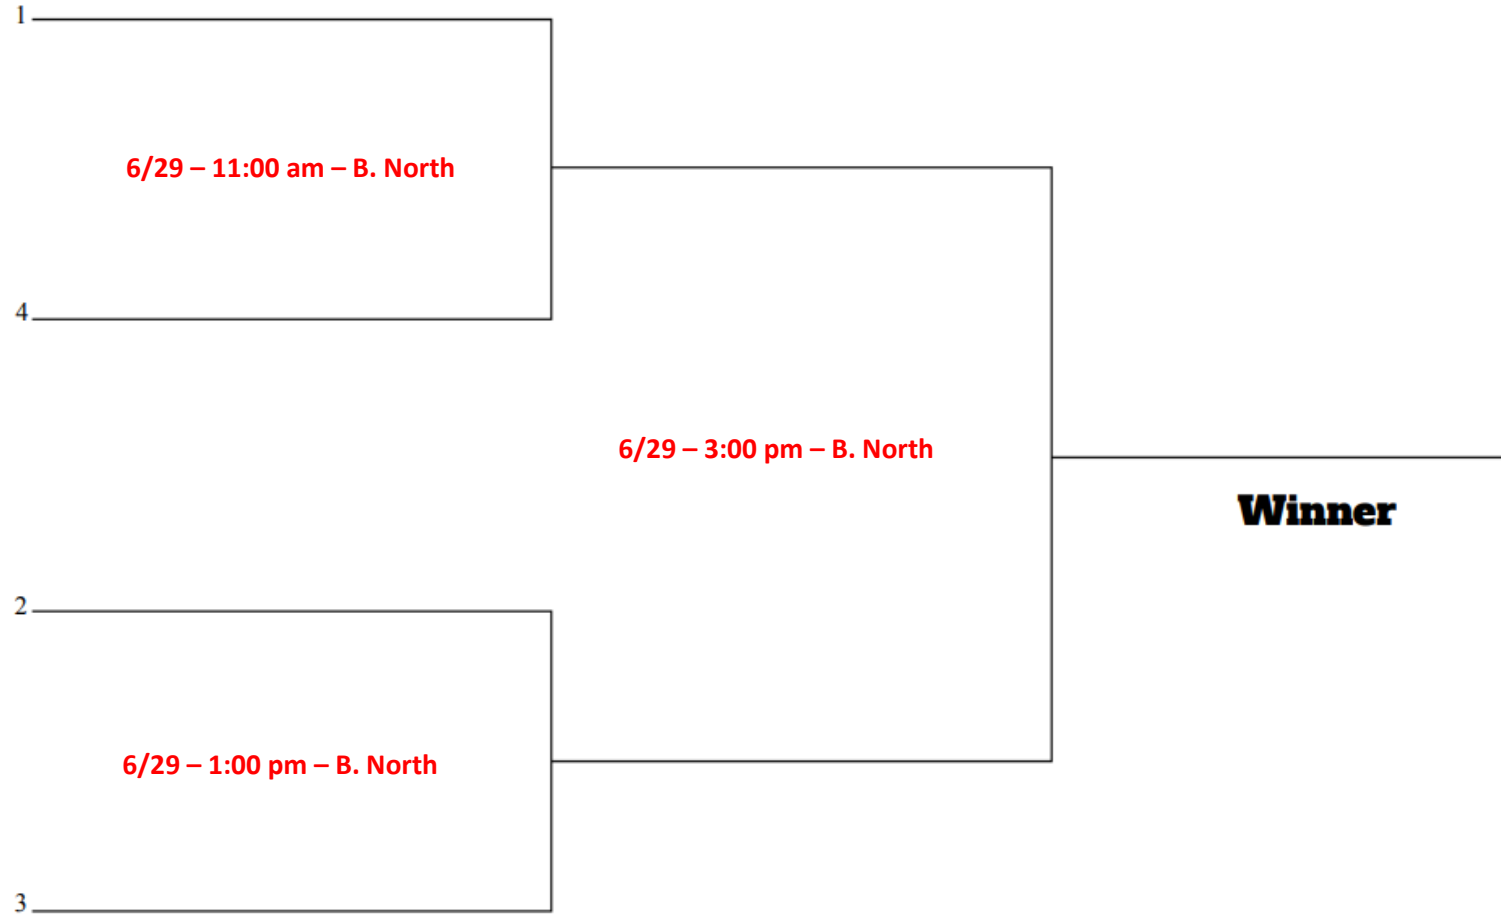 1
6/29 – 11:00 am – B. North
4
6/29 – 3:00 pm – B. North
Winner
2
6/29 – 1:00 pm – B. North
3